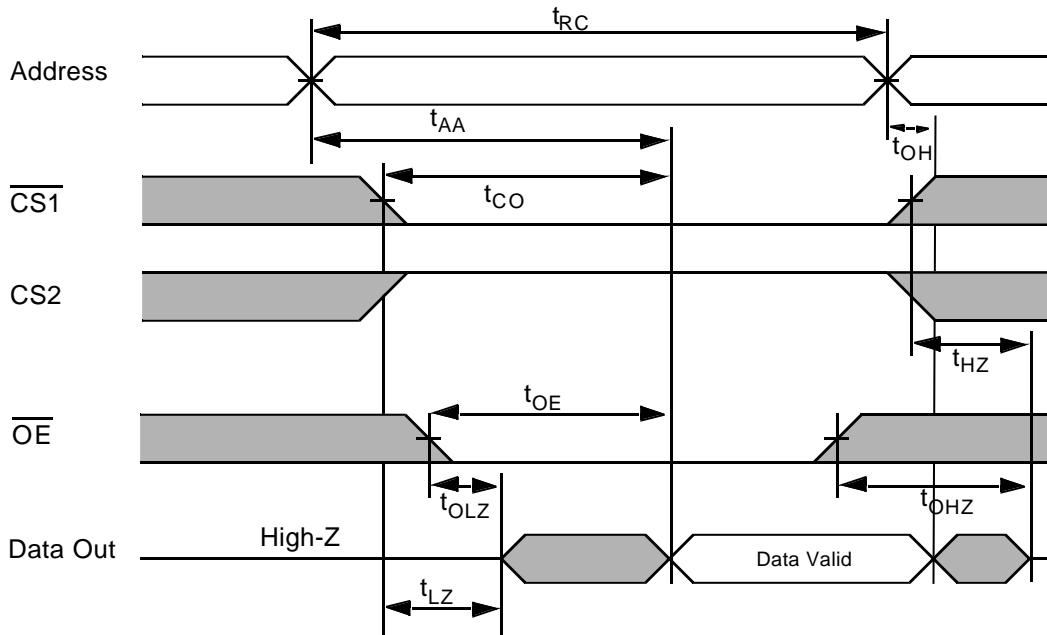 tRC
Address
tAA
tOH
CS1
tCO
CS2
tHZ
tOE
OE
tOLZ
tOHZ
Data Out
High-Z
Data Valid
tLZ